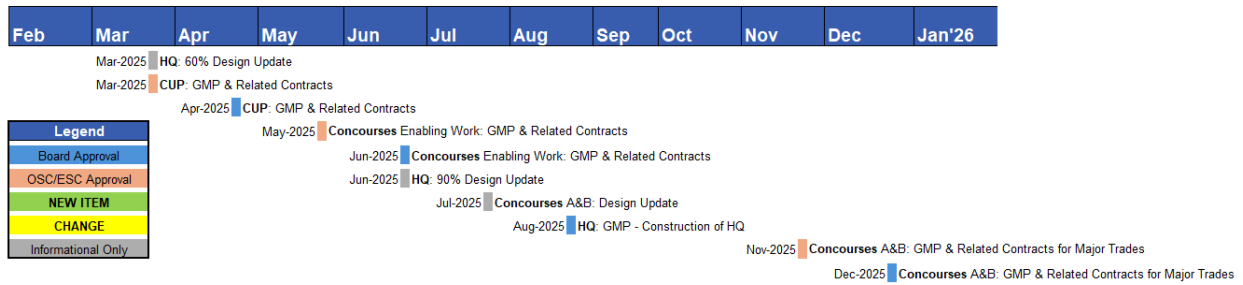 Feb Mar Apr May Jun Jul Aug Sep Oct Nov Dec Jan'26
Mar-2025 HQ: 60% Design Update
Mar-2025 CUP: GMP & Related Contracts
Apr-2025 CUP: GMP & Related Contracts
May-2025 Concourses Enabling Work: GMP & Related Contracts
Jun-2025 Concourses Enabling Work: GMP & Related Contracts
Jun-2025 HQ: 90% Design Update
Jul-2025 Concourses A&B: Design Update
Aug-2025 HQ: GMP - Construction of HQ
Nov-2025 Concourses A&B: GMP & Related Contracts for Major Trades
Dec-2025 Concourses A&B: GMP & Related Contracts for Major Trades
Legend
Board Approval
OSC/ESC Approval
NEW ITEM
CHANGE
Informational Only